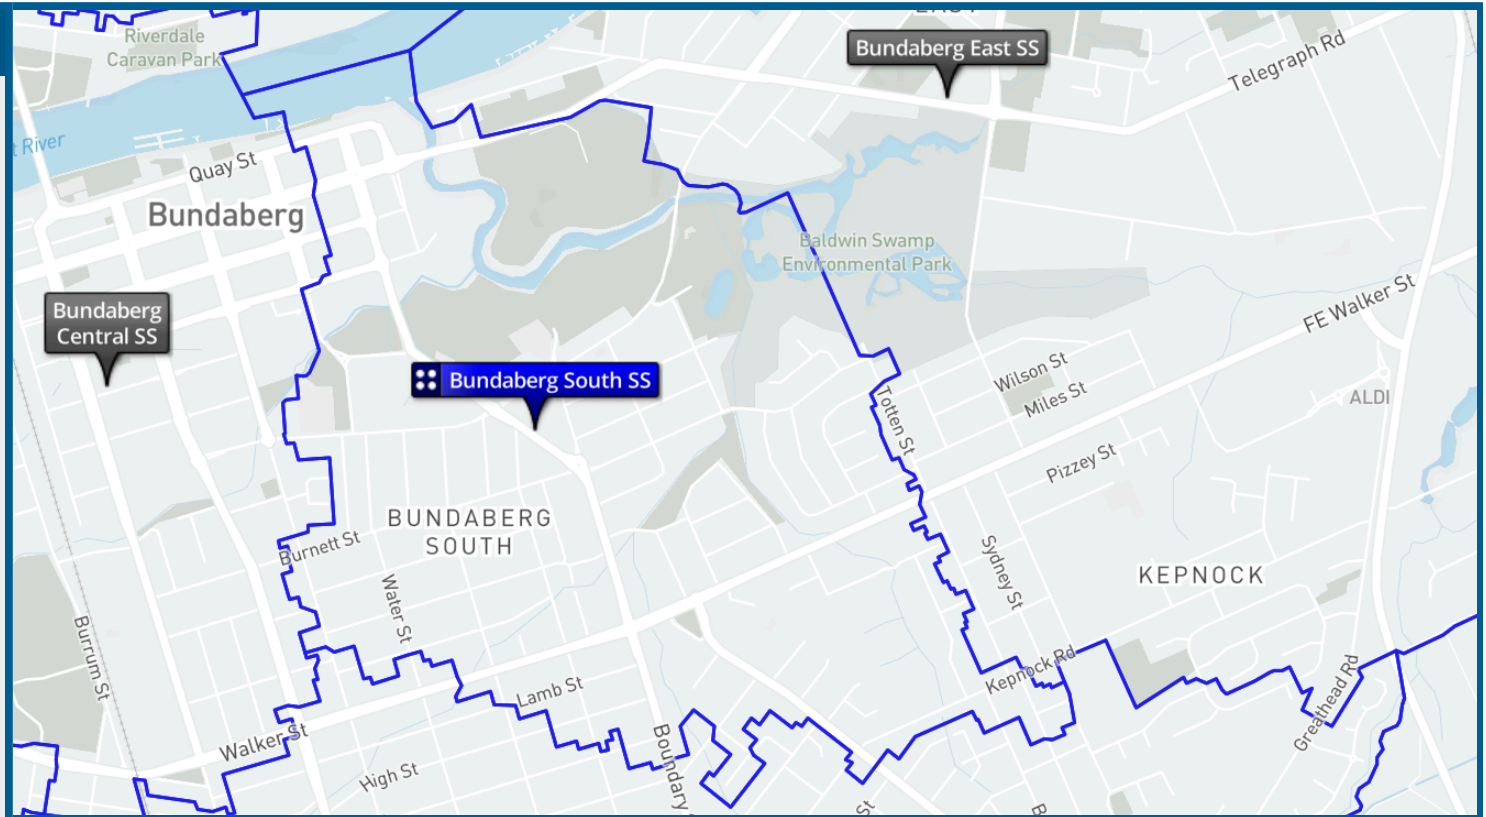 Riverdale
Caravan Park
Bundaberg East SS
Telegraph Rd
t River
Quay St
Bundaberg
Baldwin Swamp
Environmental Park
FE Walker St
Bundaberg
Central SS
Bundaberg South SS
Wilson St
Miles St
ALDI
Totten St
Pizzey St
BUNDABERG
SOUTH
Burnett St
Sydney St
KEPNOCK
Water St
Burrum St
Kepnock Rd
Lamb St
Greathead Rd
Walker St
Boundary
High St
St
B